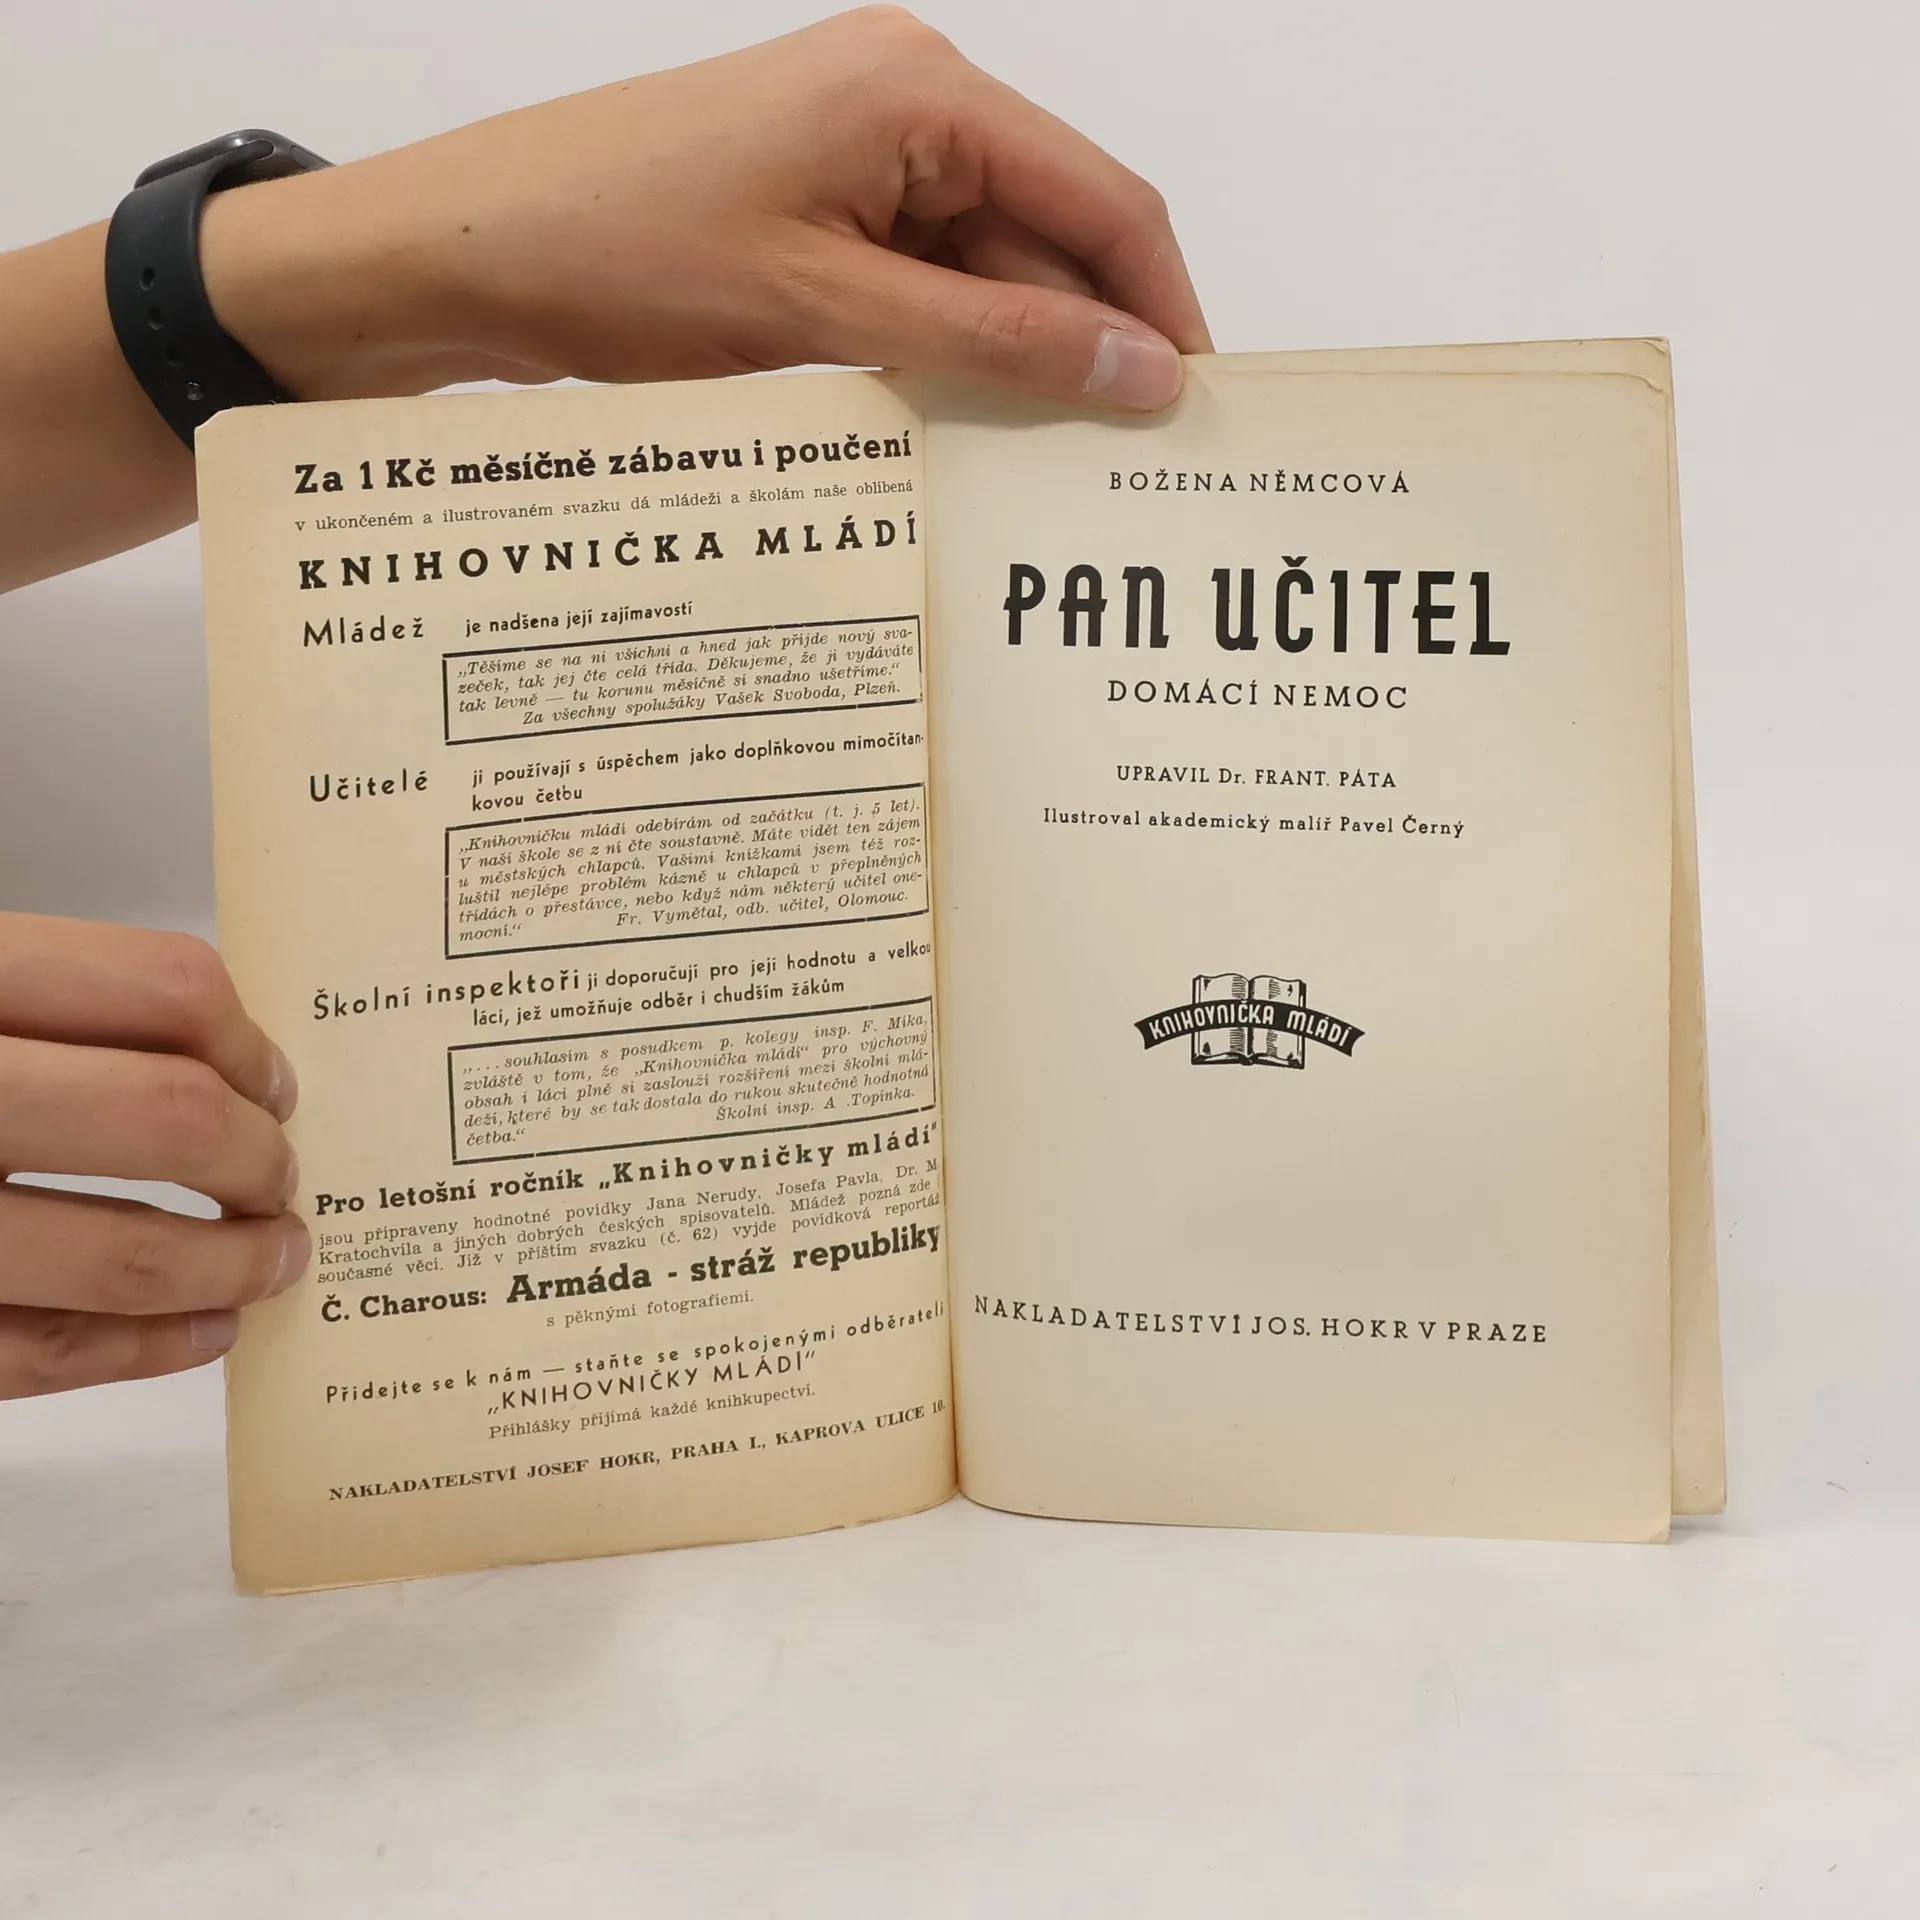 Za 1 Kč měsíčně zábavu i poučení
v ukončeném a ilustrovaném svazku dá mládeži a školám naše oblíbená
KNIHOVNIČKA MLÁDÍ
Mládež je nadšena její zajímavostí
„Těšíme se na ni všichni a hned jak přijde nový sva-
zeček, tak jej čte celá třída. Děkujeme, že ji vydáváte
tak levně — tu korunu měsíčně si snadno ušetříme.“
Za všechny spolužáky Vašek Svoboda, Plzeň.
Učitelé ji používají s úspěchem jako doplňkovou mimočítan-
kovou četbu
„Knihovničku mládí odebírám od začátku (t. j. 5 let).
V naší škole se z ní čte soustavně. Máte vidět ten zájem
u městských chlapců. Vašimi knížkami jsem též roz-
luštil nejlépe problém kázně u chlapců v přeplněných
třídách o přestávce, nebo když nám některý učitel one-
mocní.“ Fr. Vymětal, odb. učitel, Olomouc.
Školní inspektoři ji doporučují pro její hodnotu a velkou
láci, jež umožňuje odběr i chudším žákům
„... souhlasím s posudkem p. kolegy insp. F. Mika,
zvláště v tom, že „Knihovnička mládí“ pro výchovný
obsah i láci plně si zaslouží rozšíření mezi školní mlá-
deží, které by se tak dostala do rukou skutečně hodnotná
četba.“ Školní insp. A .Topinka.
Pro letošní ročník „Knihovničky mládí“
jsou připraveny hodnotné povídky Jana Nerudy, Josefa Pavla, Dr. M
Kratochvíla a jiných dobrých českých spisovatelů. Mládež pozná zde i
současné věci. Již v příštím svazku (č. 62) vyjde povídková reportáž
Č. Charous: Armáda - stráž republiky
s pěknými fotografiemi.
Přidejte se k nám — staňte se spokojenými odběrateli
„KNIHOVNIČKY MLÁDÍ“
Přihlášky přijímá každé knihkupectví.
NAKLADATELSTVÍ JOSEF HOKR, PRAHA I., KAPROVA ULICE 10.
BOŽENA NĚMCOVÁ
PAN UČITEL
DOMÁCÍ NEMOC
UPRAVIL Dr. FRANT. PÁTA
Ilustroval akademický malíř Pavel Černý
KNIHOVNIČKA MLÁDÍ
NAKLADATELSTVÍ JOS. HOKR V PRAZE